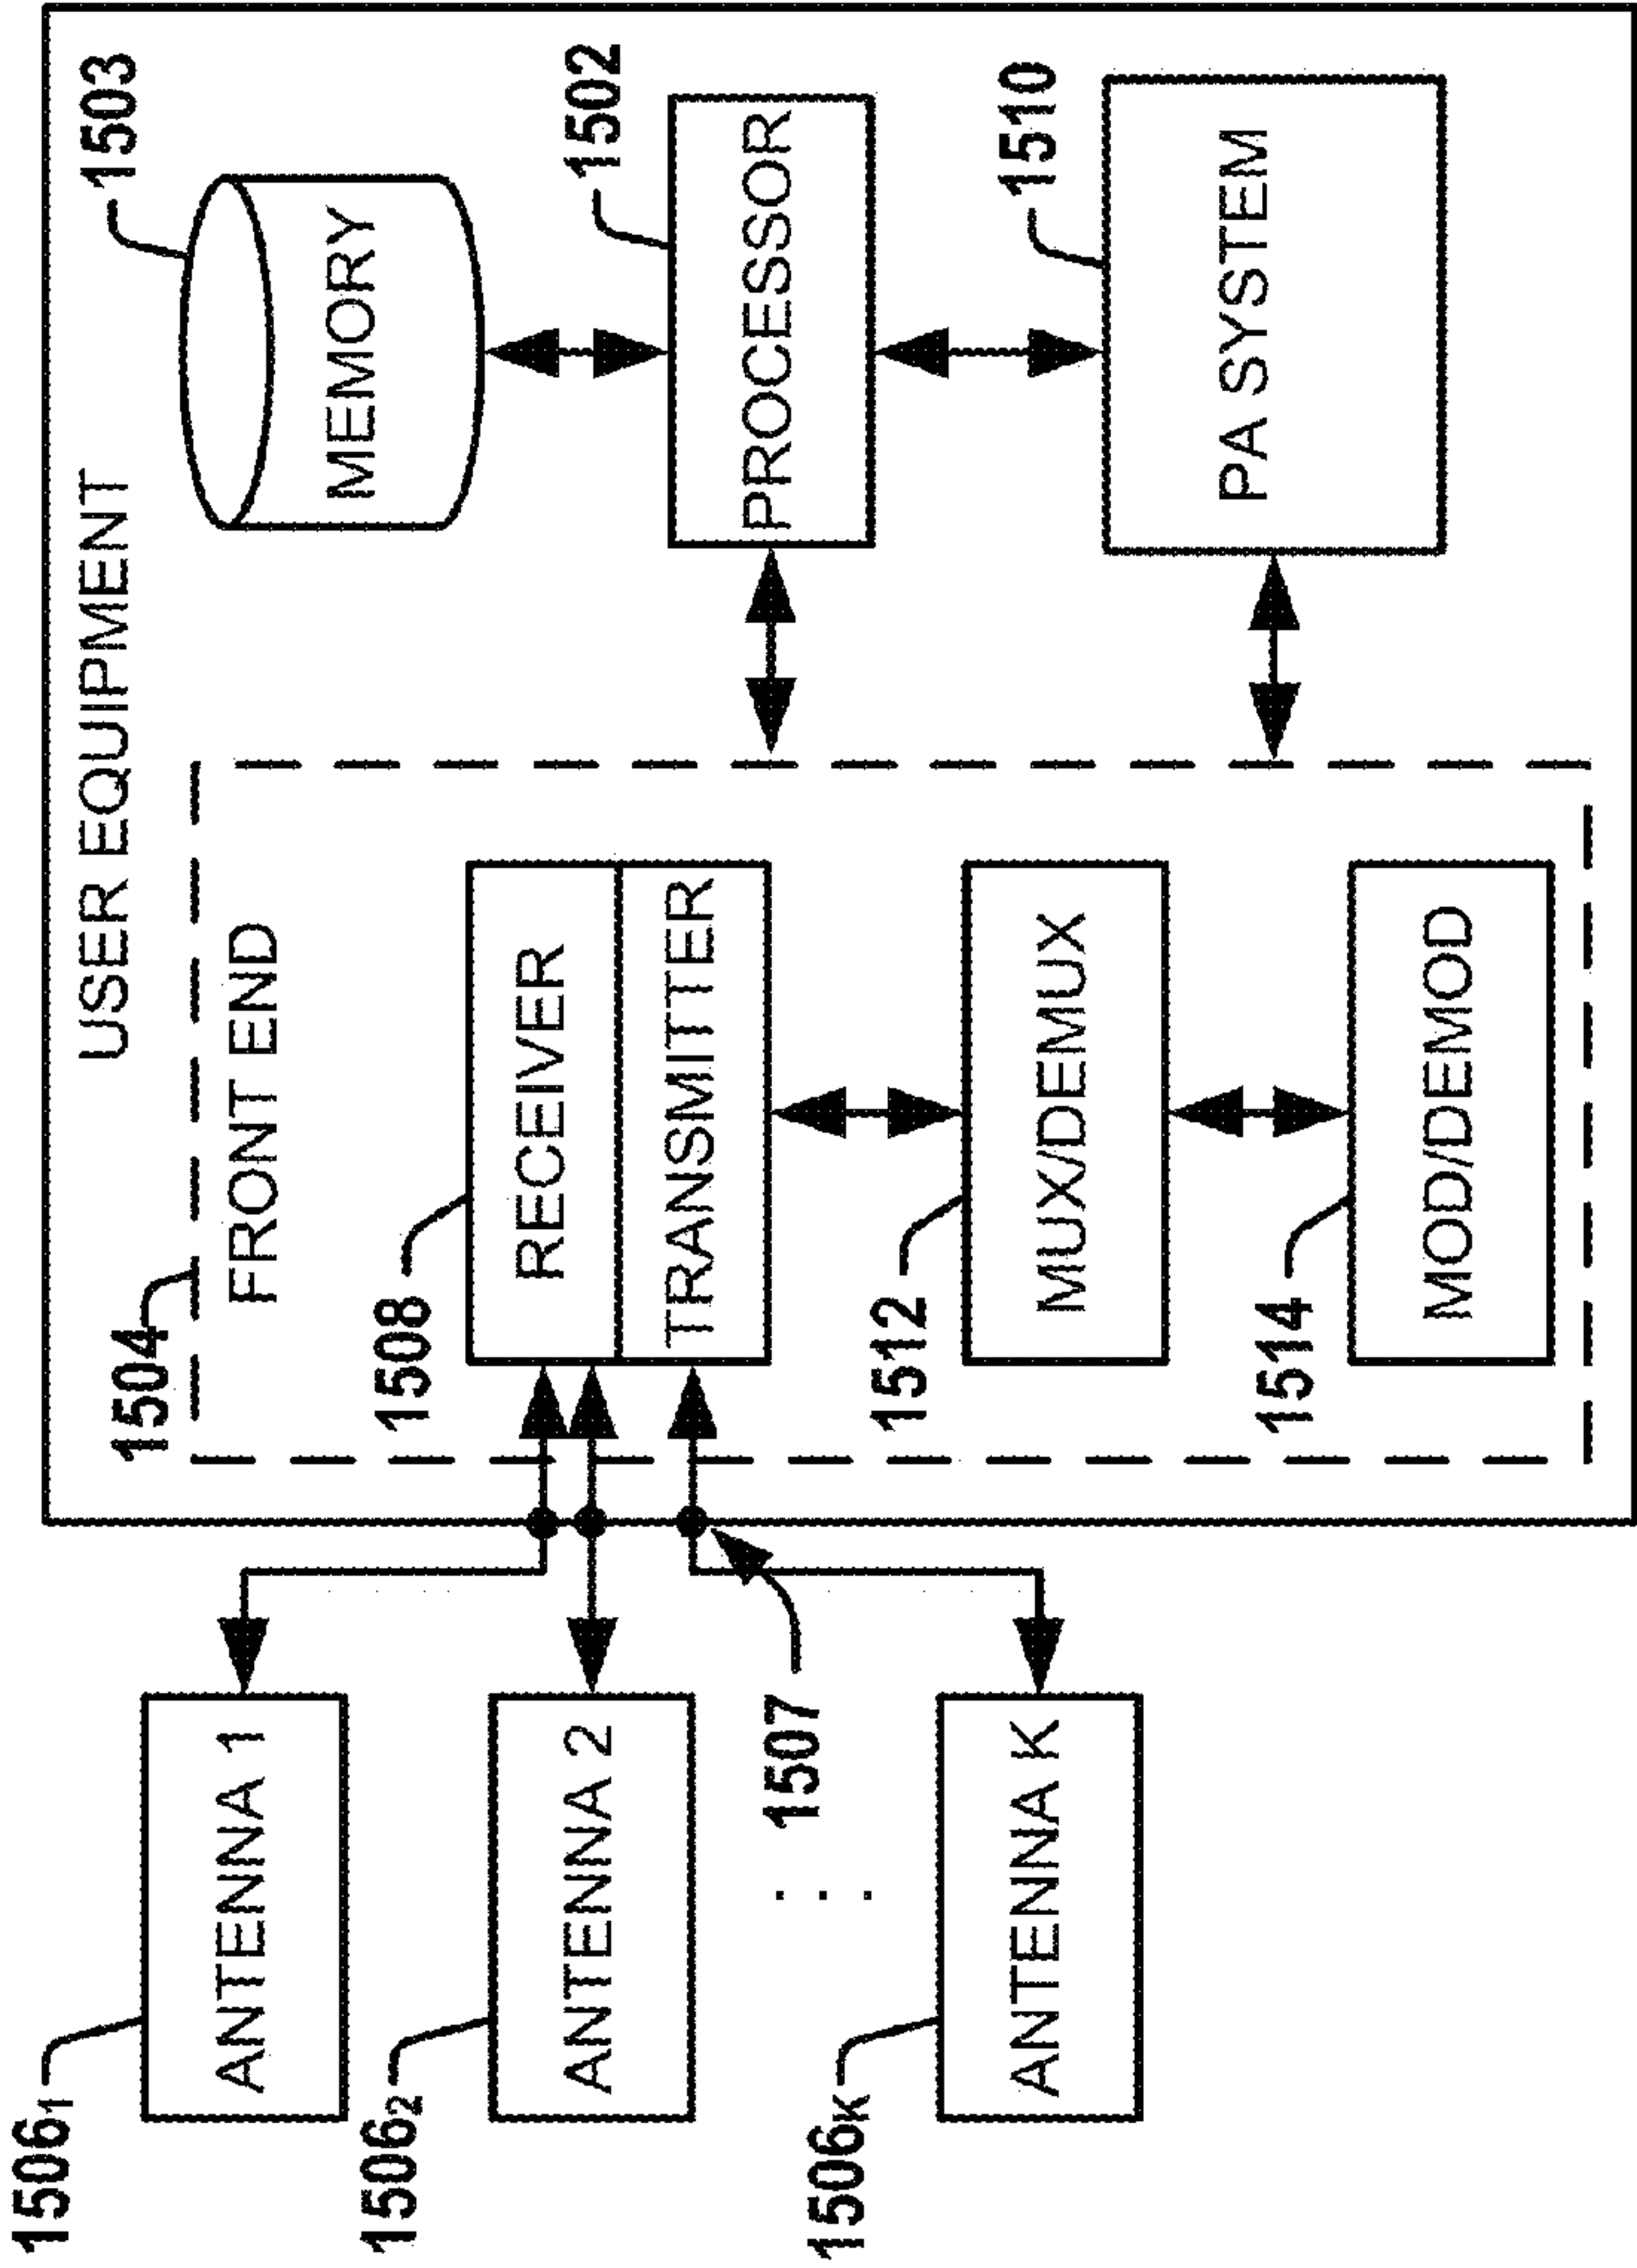 USER EQUIPMENT
1504
FRONT END
1503
MEMORY
1506₁
ANTENNA 1
1508
RECEIVER
TRANSMITTER
1502
PROCESSOR
1506₂
ANTENNA 2
1507
1512
MUX/DEMUX
1510
PA SYSTEM
. . .
1506ₖ
ANTENNA K
1514
MOD/DEMOD